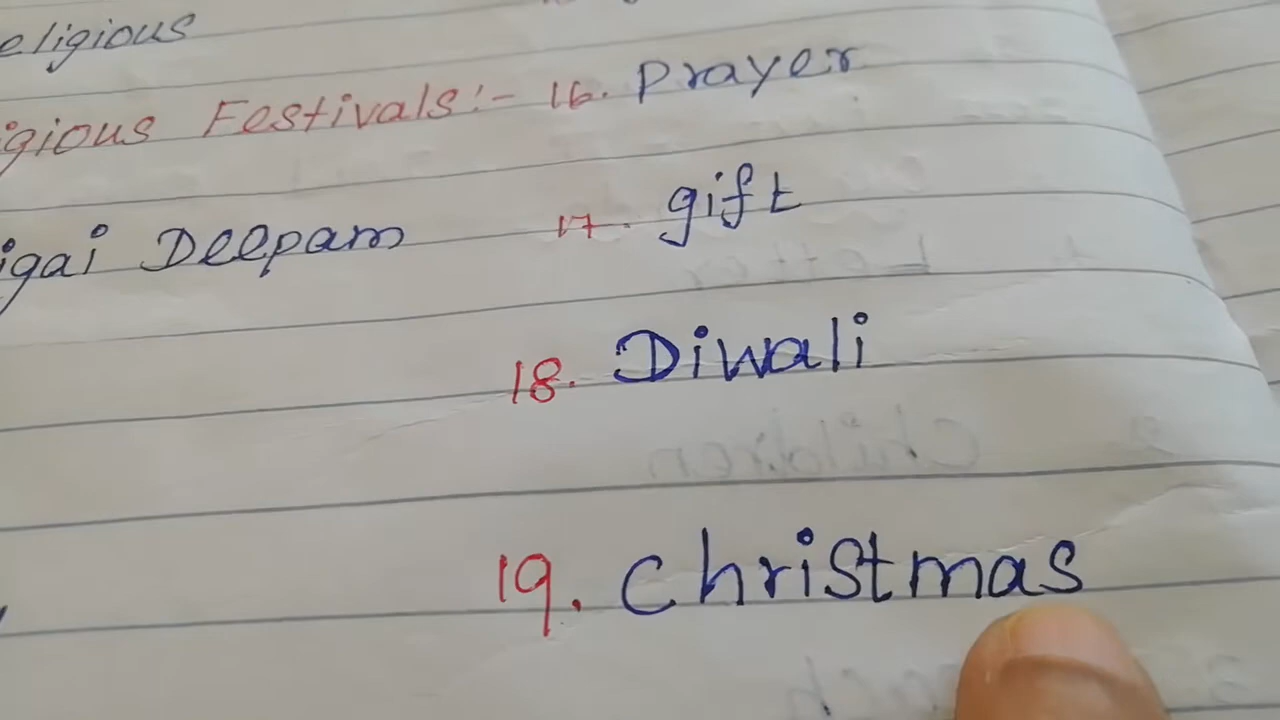 eligious
gious Festivals:- 16. Prayer
igai Deepam 17. gift
18. Diwali
19. Christmas